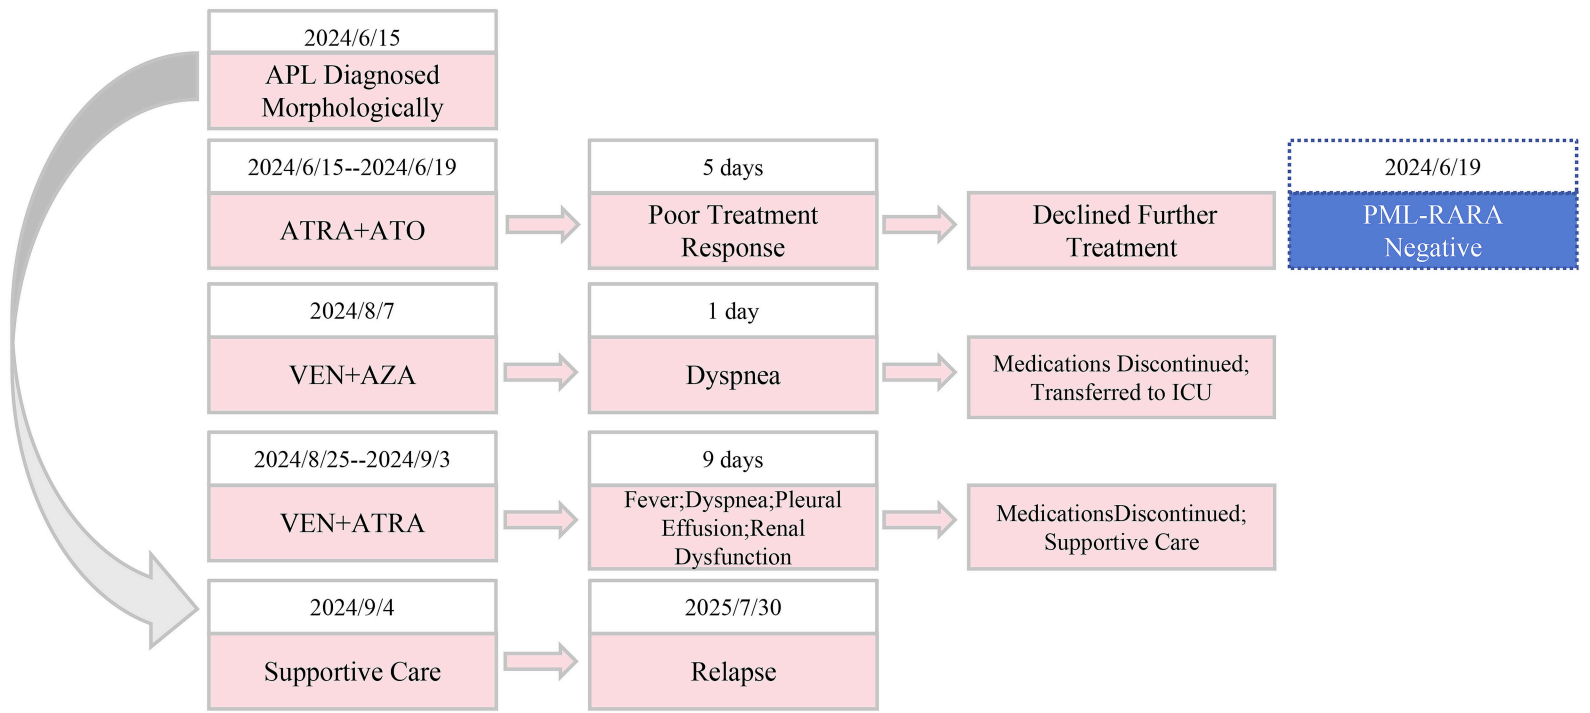 2024/6/15
APL Diagnosed
Morphologically
2024/6/15--2024/6/19
ATRA+ATO
5 days
Poor Treatment
Response
Declined Further
Treatment
2024/6/19
PML-RARA
Negative
2024/8/7
VEN+AZA
1 day
Dyspnea
Medications Discontinued;
Transferred to ICU
2024/8/25--2024/9/3
VEN+ATRA
9 days
Fever;Dyspnea;Pleural
Effusion;Renal
Dysfunction
MedicationsDiscontinued;
Supportive Care
2024/9/4
Supportive Care
2025/7/30
Relapse